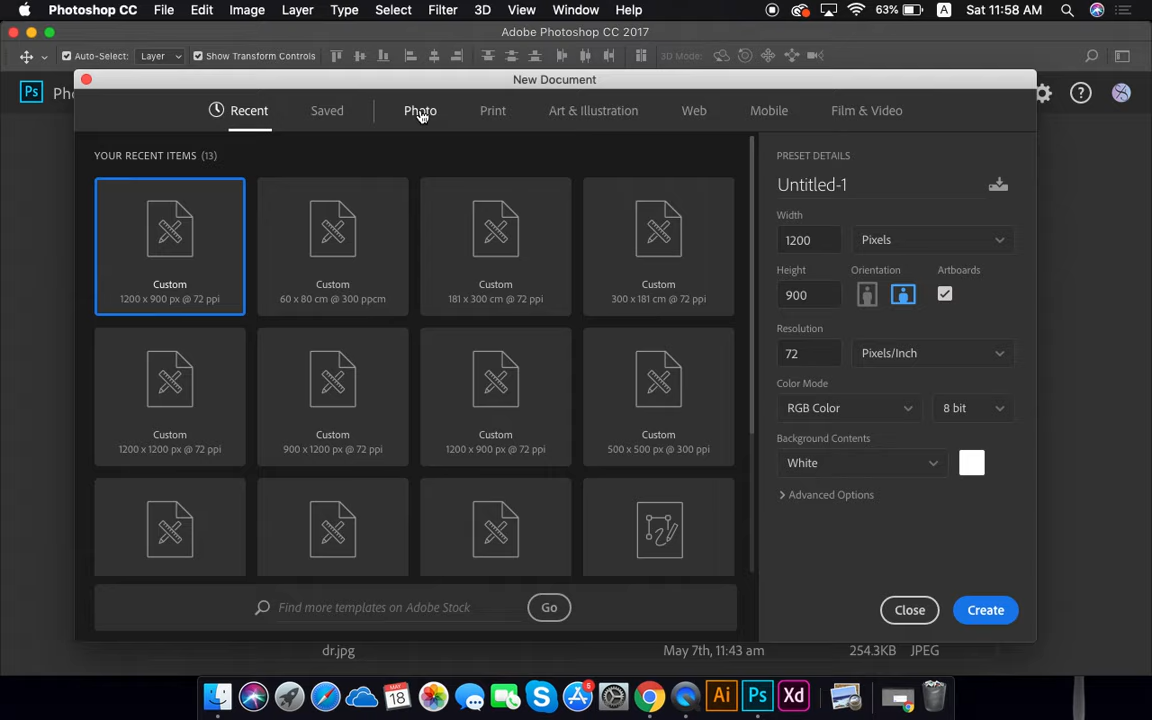 Photoshop CC File Edit Image Layer Type Select Filter 3D View Window Help 63% A Sat 11:58 AM
Adobe Photoshop CC 2017
Auto-Select: Layer Show Transform Controls 3D Mode:
New Document
Ps
Recent Saved Photo Print Art & Illustration Web Mobile Film & Video
YOUR RECENT ITEMS (13)
Custom
1200 x 900 px @ 72 ppi
Custom
60 x 80 cm @ 300 ppcm
Custom
181 x 300 cm @ 72 ppi
Custom
300 x 181 cm @ 72 ppi
Custom
1200 x 1200 px @ 72 ppi
Custom
900 x 1200 px @ 72 ppi
Custom
1200 x 900 px @ 72 ppi
Custom
500 x 500 px @ 300 ppi
Find more templates on Adobe Stock Go
PRESET DETAILS
Untitled-1
Width
1200 Pixels
Height Orientation Artboards
900
Resolution
72 Pixels/Inch
Color Mode
RGB Color 8 bit
Background Contents
White
Advanced Options
Close Create
dr.jpg May 7th, 11:43 am 254.3KB JPEG
MAY
18
5
Ai Ps Xd